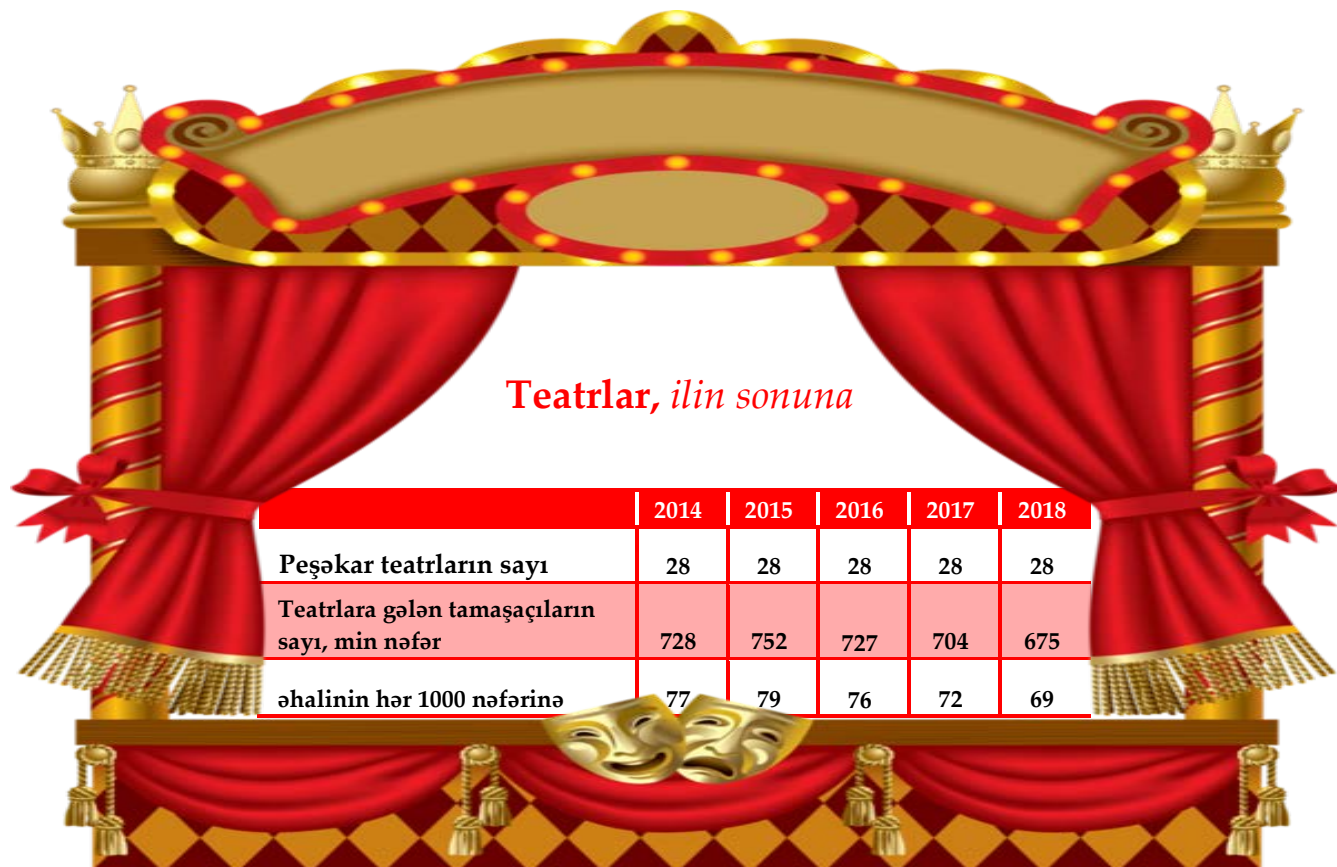 Teatrlar, ilin sonuna
2014 2015 2016 2017 2018
Peşəkar teatrların sayı 28 28 28 28 28
Teatrlara gələn tamaşaçıların
sayı, min nəfər 728 752 727 704 675
əhalinin hər 1000 nəfərinə 77 79 76 72 69